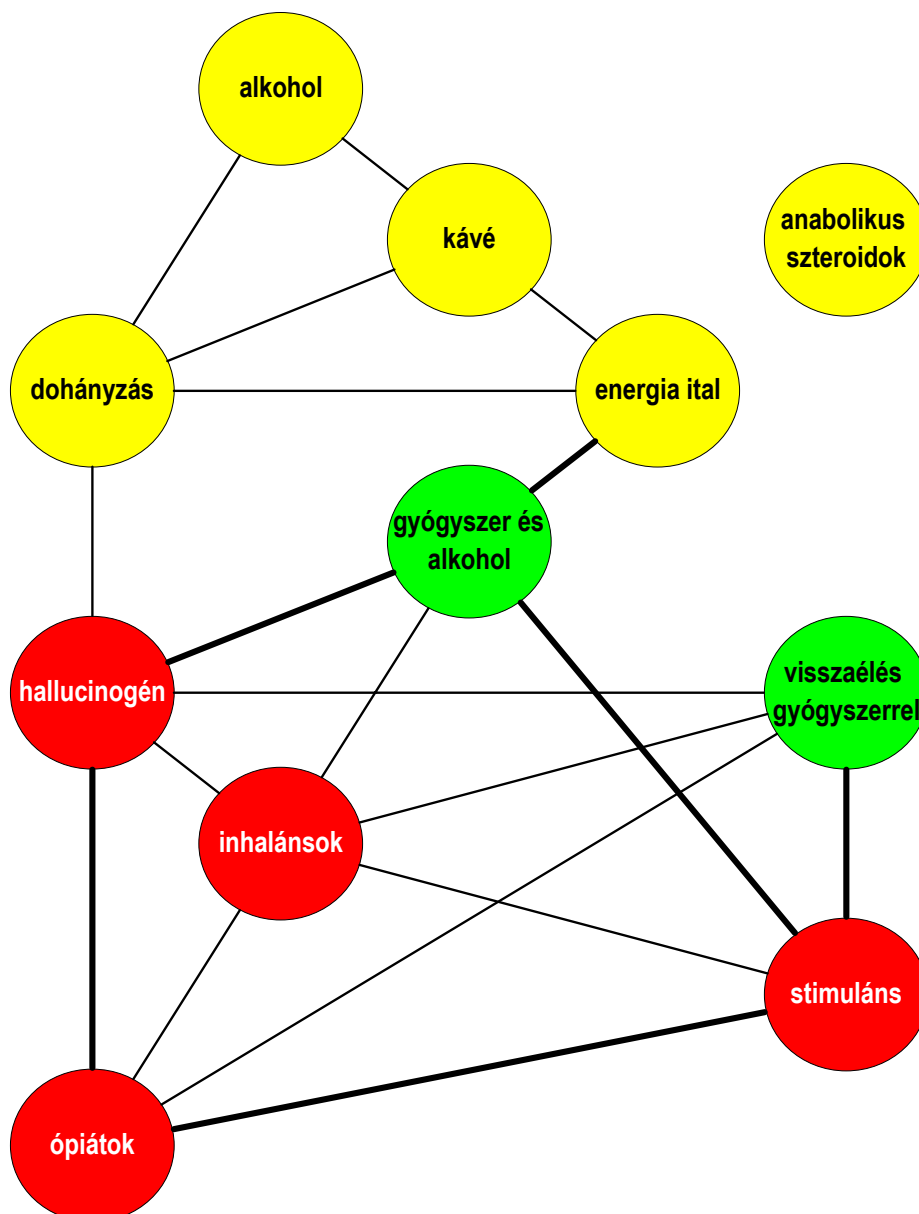 alkohol
kávé
anabolikus
szteroidok
dohányzás
energia ital
gyógyszer és
alkohol
hallucinogén
visszaélés
gyógyszerrel
inhalánsok
stimuláns
ópiátok